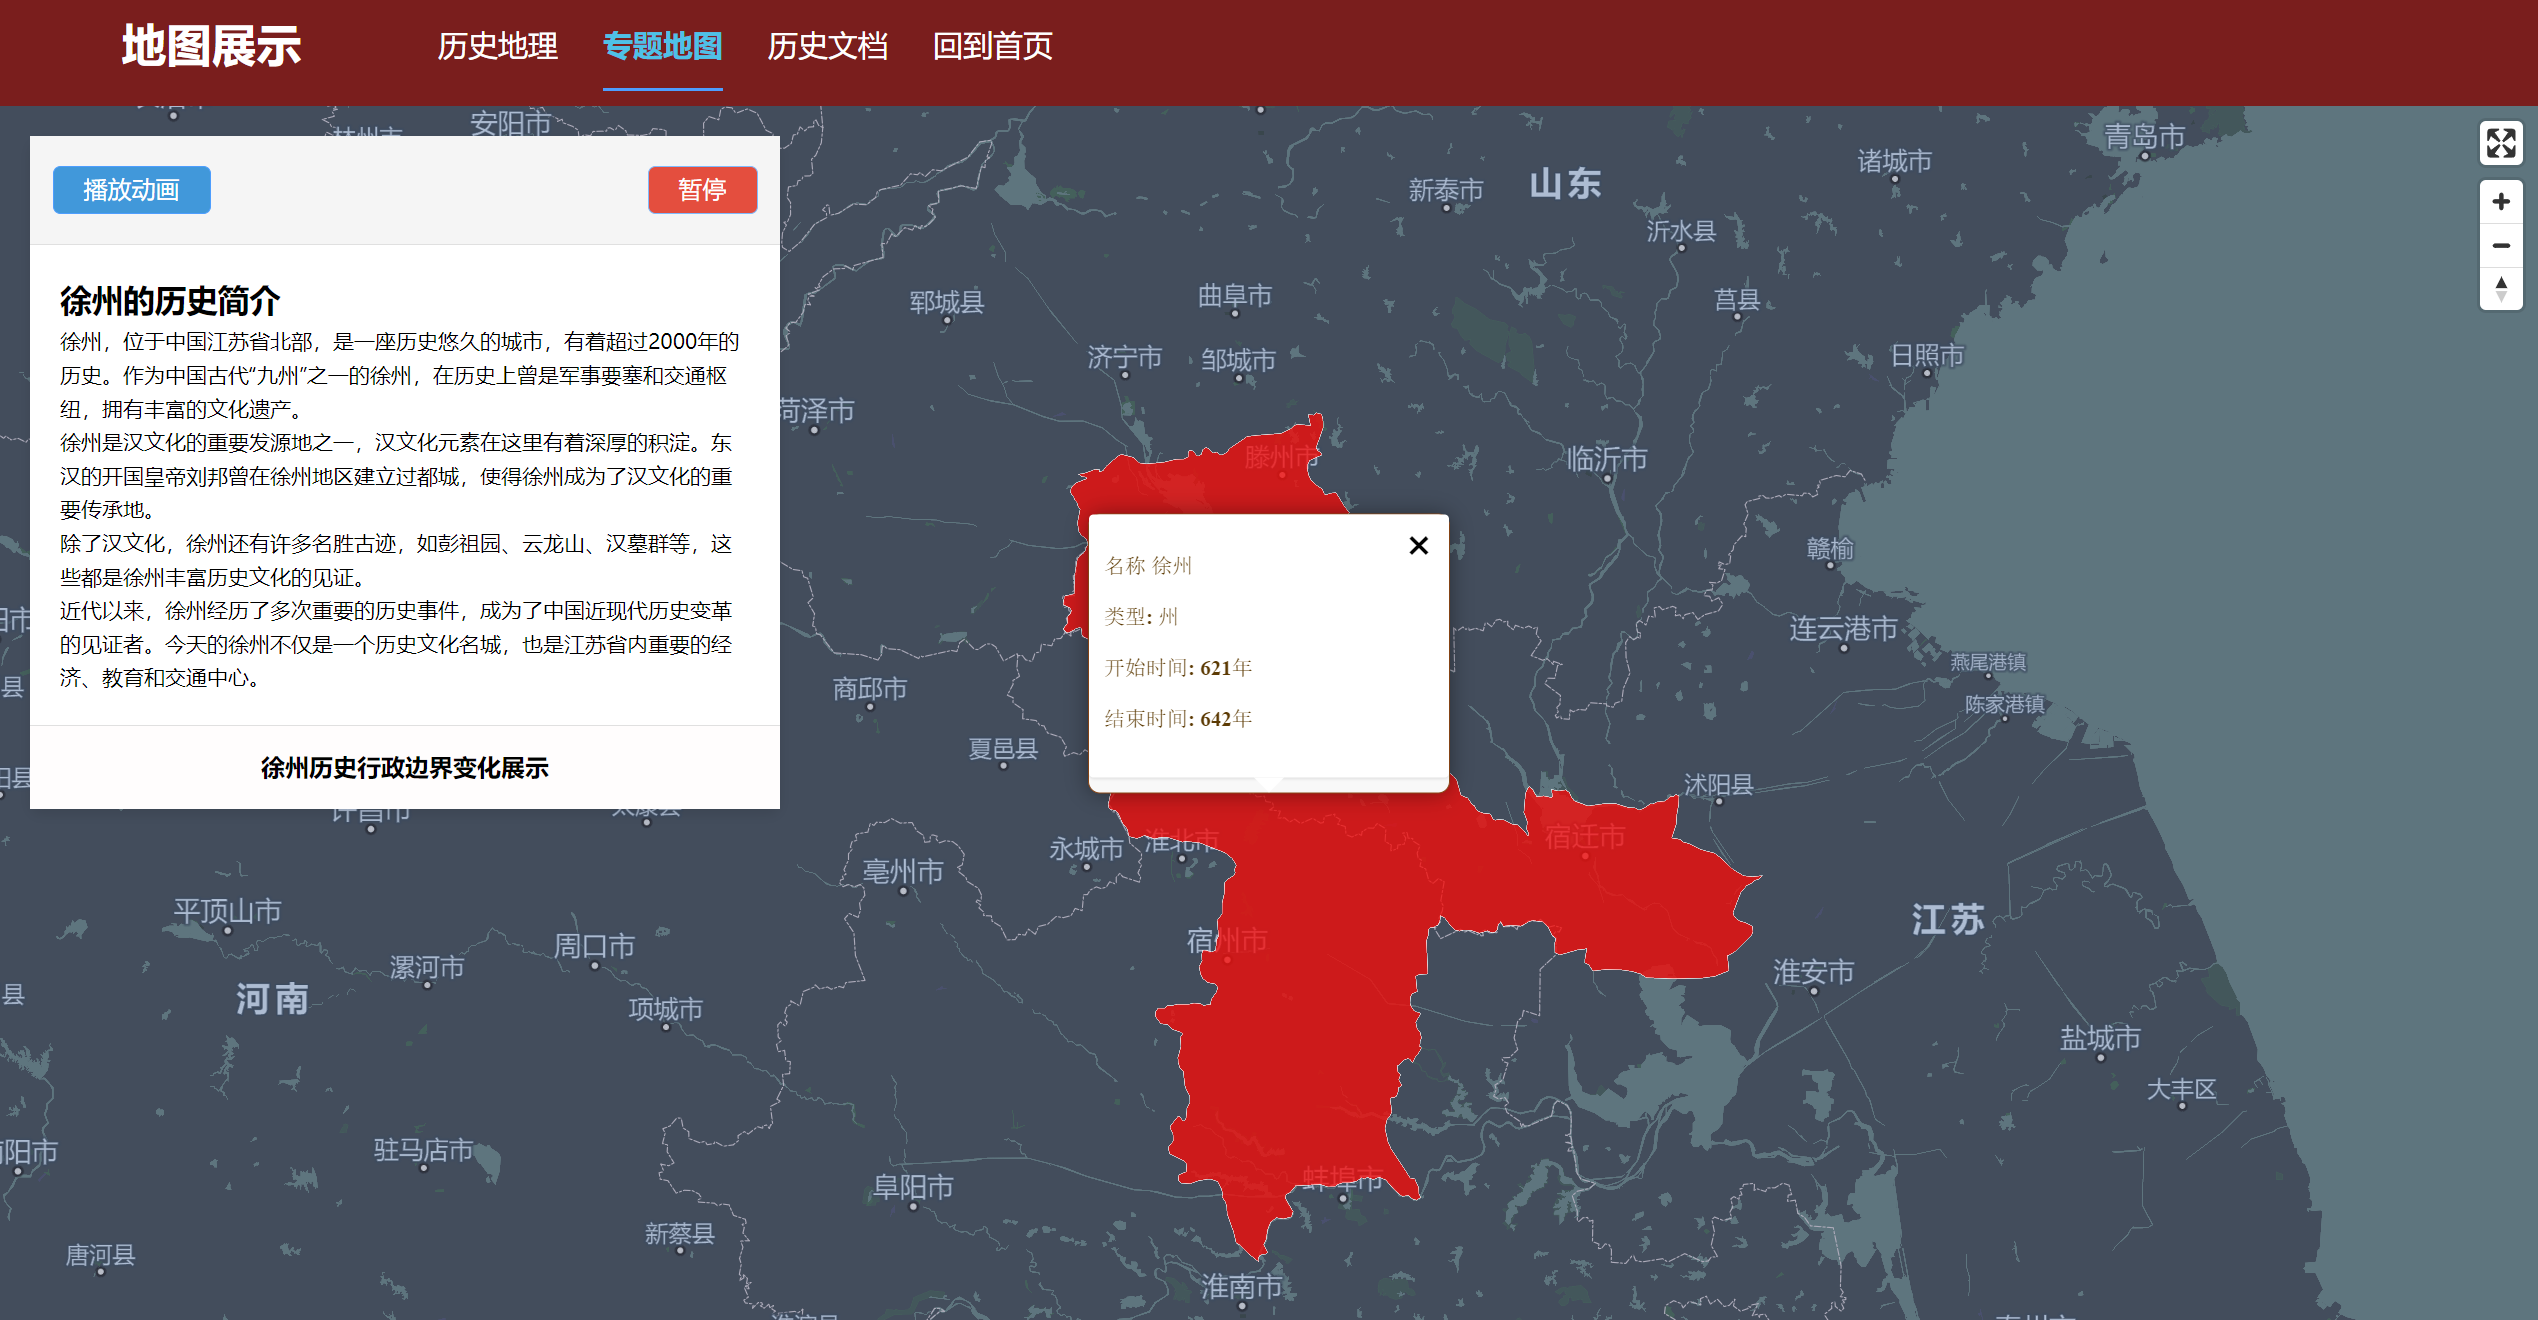 地图展示
历史地理
专题地图
历史文档
回到首页
播放动画
暂停
徐州的历史简介
徐州，位于中国江苏省北部，是一座历史悠久的城市，有着超过2000年的
历史。作为中国古代“九州”之一的徐州，在历史上曾是军事要塞和交通枢
纽，拥有丰富的文化遗产。
徐州是汉文化的重要发源地之一，汉文化元素在这里有着深厚的积淀。东
汉的开国皇帝刘邦曾在徐州地区建立过都城，使得徐州成为了汉文化的重
要传承地。
除了汉文化，徐州还有许多名胜古迹，如彭祖园、云龙山、汉墓群等，这
些都是徐州丰富历史文化的见证。
近代以来，徐州经历了多次重要的历史事件，成为了中国近现代历史变革
的见证者。今天的徐州不仅是一个历史文化名城，也是江苏省内重要的经
济、教育和交通中心。
徐州历史行政边界变化展示
名称 徐州
类型: 州
开始时间: 621年
结束时间: 642年
安阳市
青岛市
诸城市
新泰市
山东
沂水县
郓城县
曲阜市
莒县
济宁市
邹城市
日照市
菏泽市
滕州市
临沂市
赣榆
连云港市
燕尾港镇
陈家港镇
商邱市
夏邑县
沭阳县
许昌市
永城市
淮北市
宿迁市
亳州市
平顶山市
江苏
周口市
宿州市
漯河市
淮安市
县
河南
项城市
盐城市
大丰区
驻马店市
阳市
阜阳市
蚌埠市
新蔡县
唐河县
淮南市